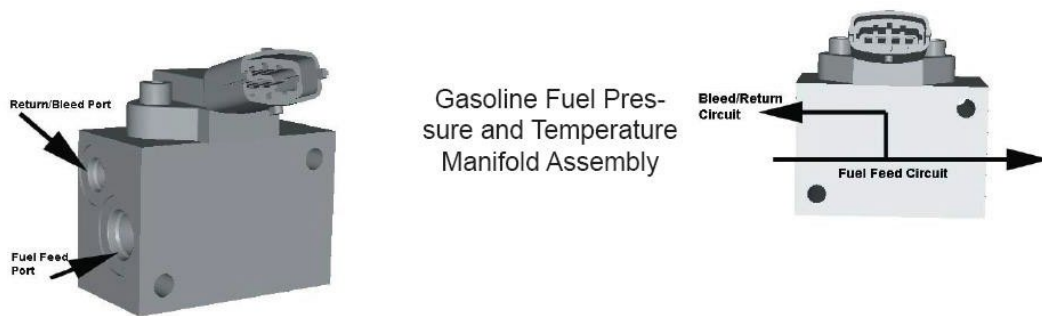 Return/Bleed Port
Fuel Feed
Port
Gasoline Fuel Pres-
sure and Temperature
Manifold Assembly
Bleed/Return
Circuit
Fuel Feed Circuit